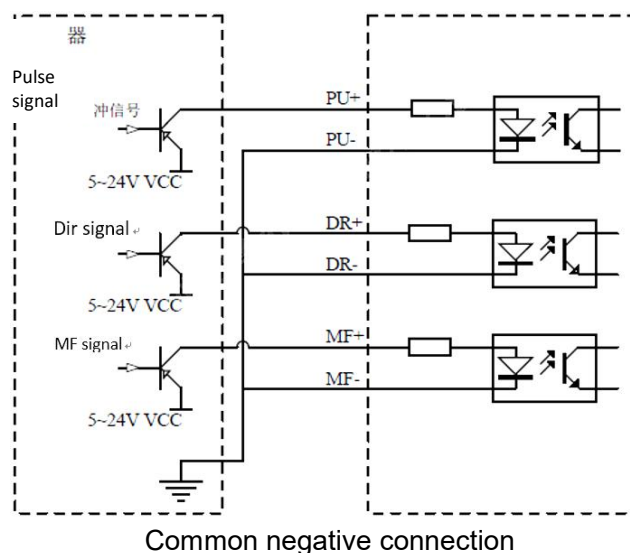 器
Pulse
signal
冲信号
PU+
PU-
5~24V VCC
Dir signal
DR+
DR-
5~24V VCC
MF signal
MF+
MF-
5~24V VCC
Common negative connection